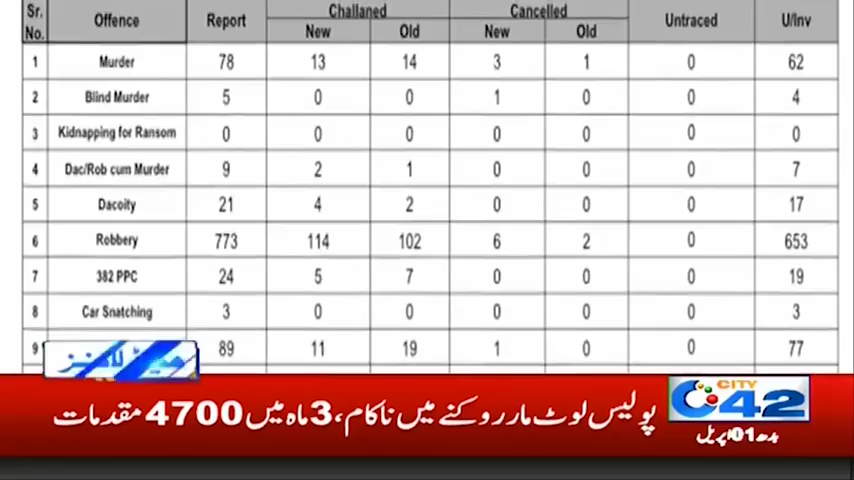 Sr. No. Offence Report Challaned Cancelled Untraced U/Inv
New Old New Old
1 Murder 78 13 14 3 1 0 62
2 Blind Murder 5 0 0 1 0 0 4
3 Kidnapping for Ransom 0 0 0 0 0 0 0
4 Dac/Rob cum Murder 9 2 1 0 0 0 7
5 Dacoity 21 4 2 0 0 0 17
6 Robbery 773 114 102 6 2 0 653
7 382 PPC 24 5 7 0 0 0 19
8 Car Snatching 3 0 0 0 0 0 3
9 89 11 19 1 0 0 77
ہیڈ لائنز
پولیس لوٹ مار روکنے میں ناکام، 3 ماہ میں 4700 مقدمات
CITY
42
بدھ 01 اپریل